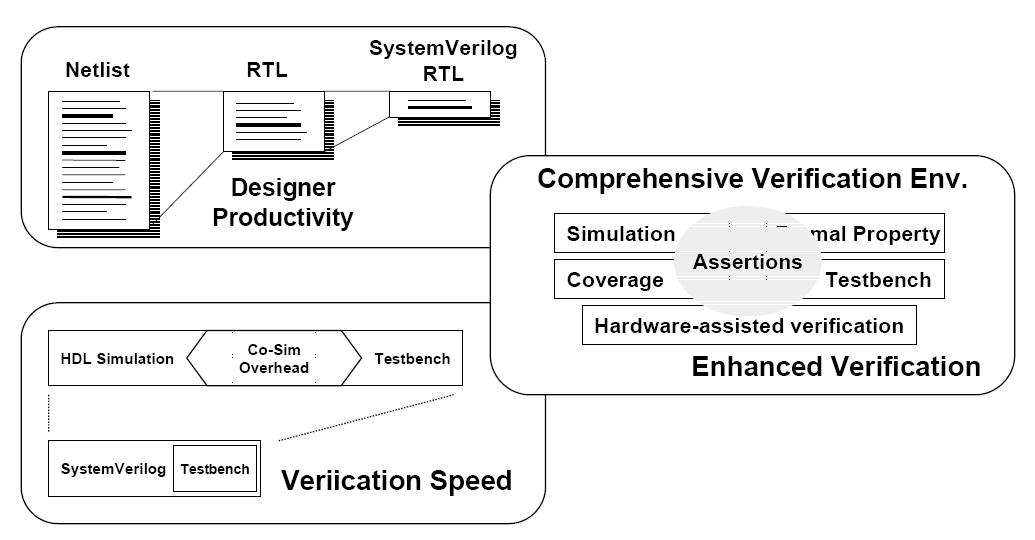 Netlist
RTL
SystemVerilog
RTL
Designer
Productivity
Comprehensive Verification Env.
Simulation
mal Property
Assertions
Coverage
Testbench
Hardware-assisted verification
Enhanced Verification
HDL Simulation
Co-Sim
Overhead
Testbench
SystemVerilog
Testbench
Veriication Speed